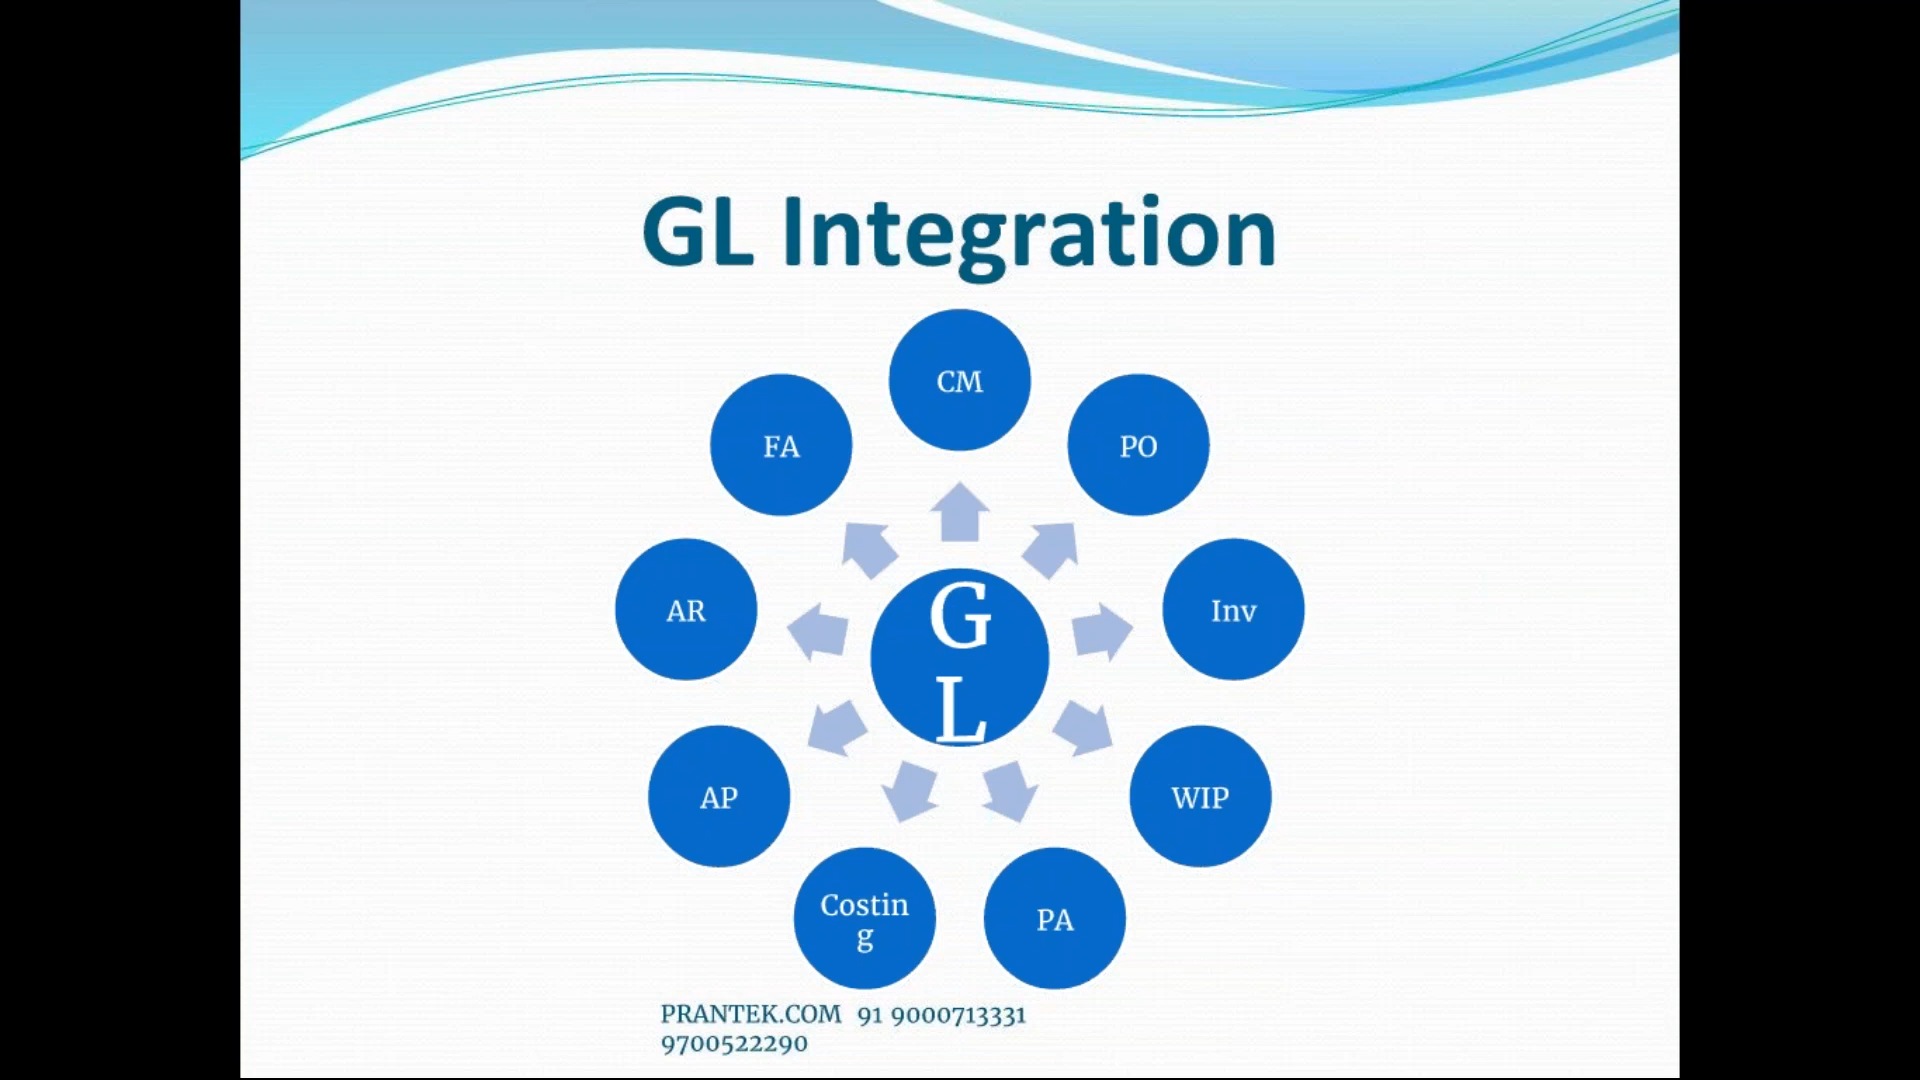 GL Integration
CM
FA
PO
AR
G
L
Inv
AP
WIP
Costin
g
PA
PRANTEK.COM 91 9000713331
9700522290